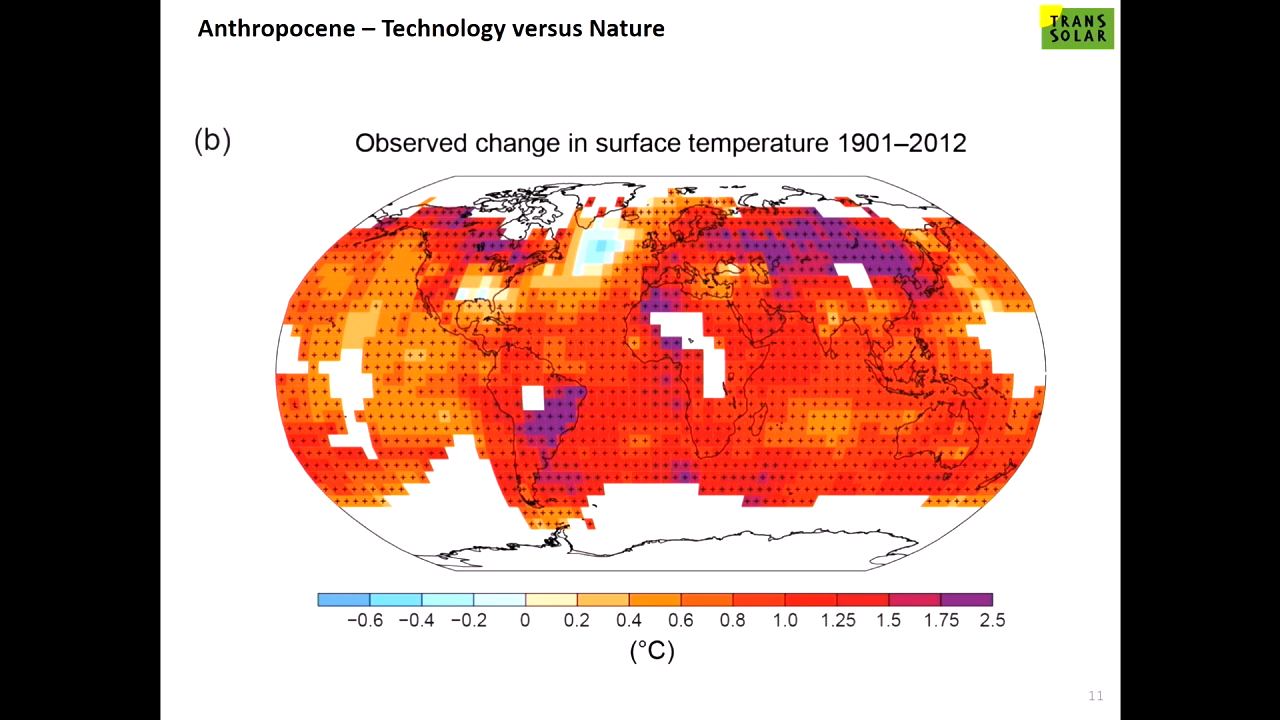 Anthropocene – Technology versus Nature
TRANS
SOLAR
(b)
Observed change in surface temperature 1901–2012
−0.6 −0.4 −0.2 0 0.2 0.4 0.6 0.8 1.0 1.25 1.5 1.75 2.5
(°C)
11